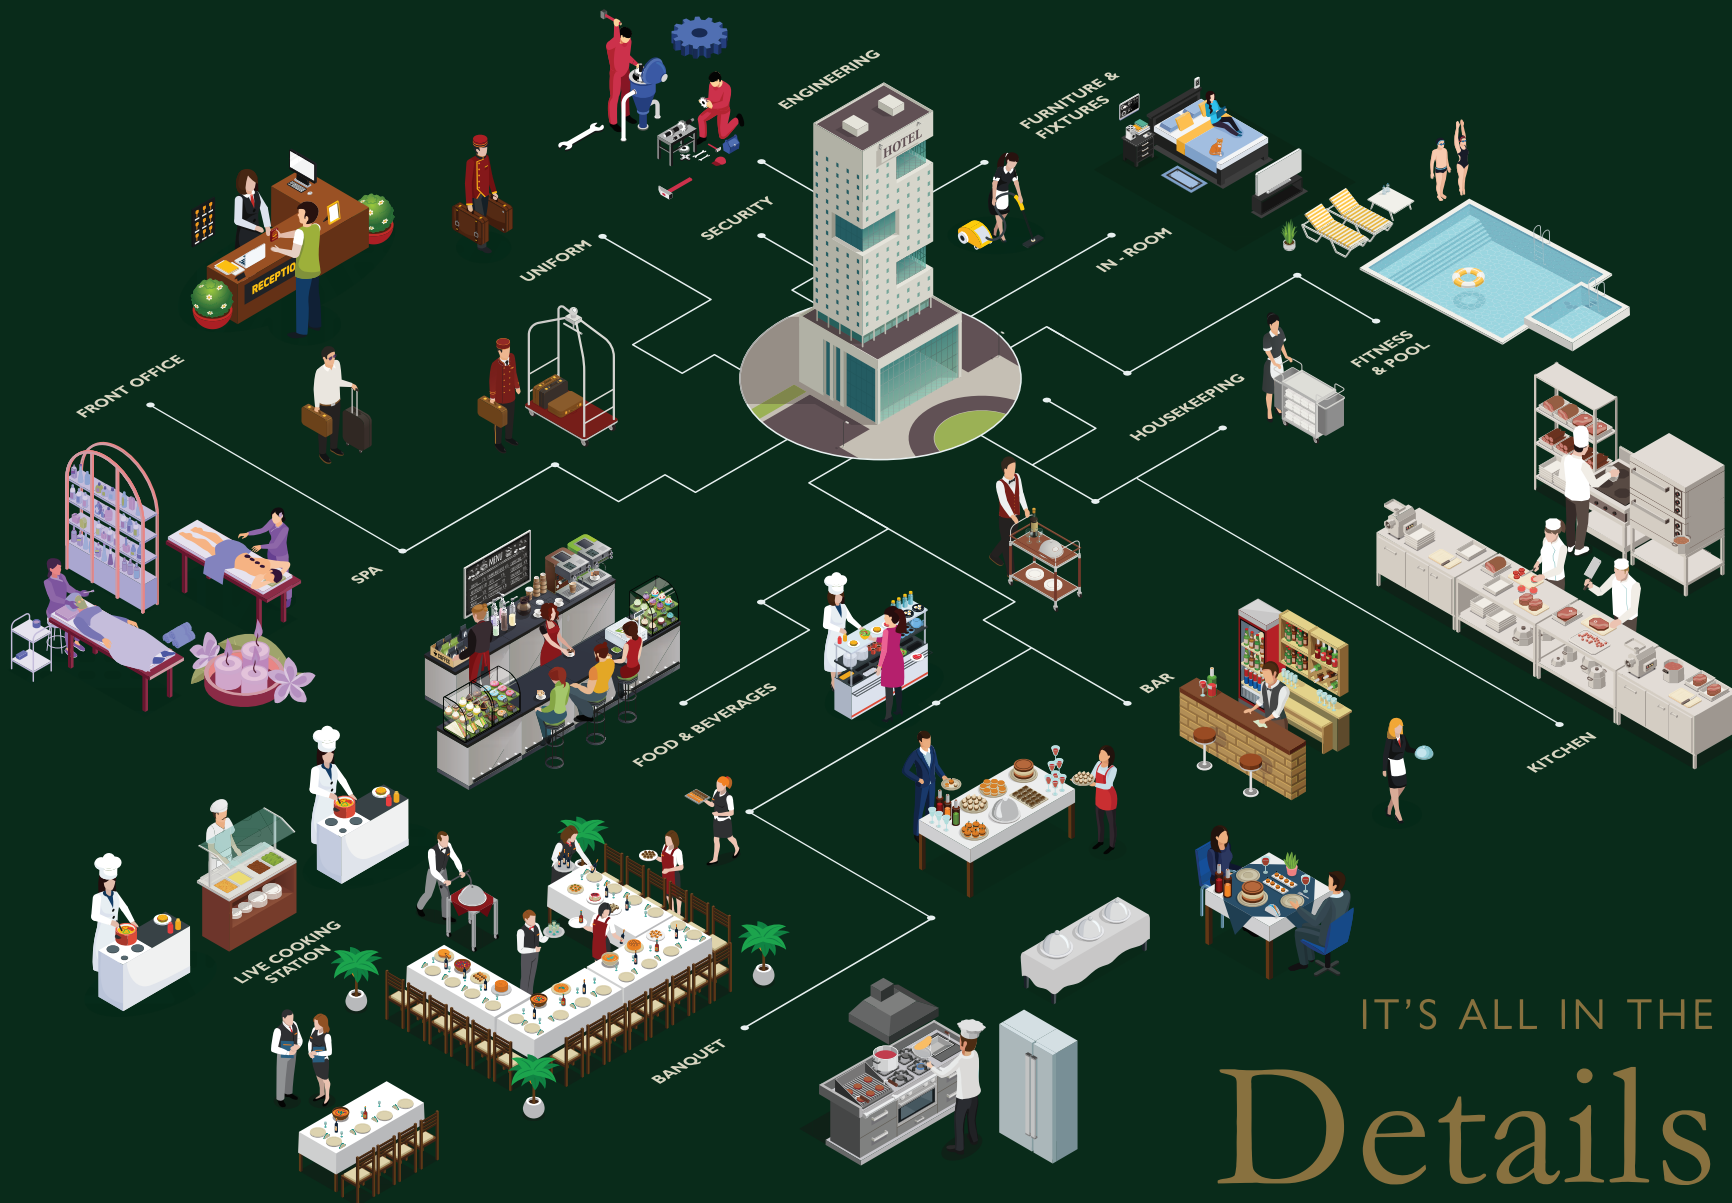 ENGINEERING
FURNITURE &
FIXTURES
HOTEL
SECURITY
UNIFORM
IN - ROOM
RECEPTIO
FRONT OFFICE
FITNESS
& POOL
HOUSEKEEPING
SPA
MENU
FOOD & BEVERAGES
BAR
KITCHEN
LIVE COOKING
STATION
BANQUET
IT'S ALL IN THE
Details